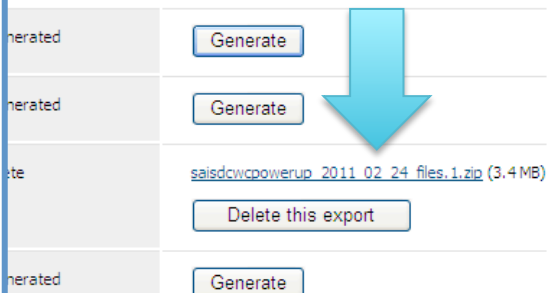 nerated Generate
nerated Generate
ete saisdcwcpowerup_2011_02_24_files.1.zip (3.4 MB)
Delete this export
nerated Generate